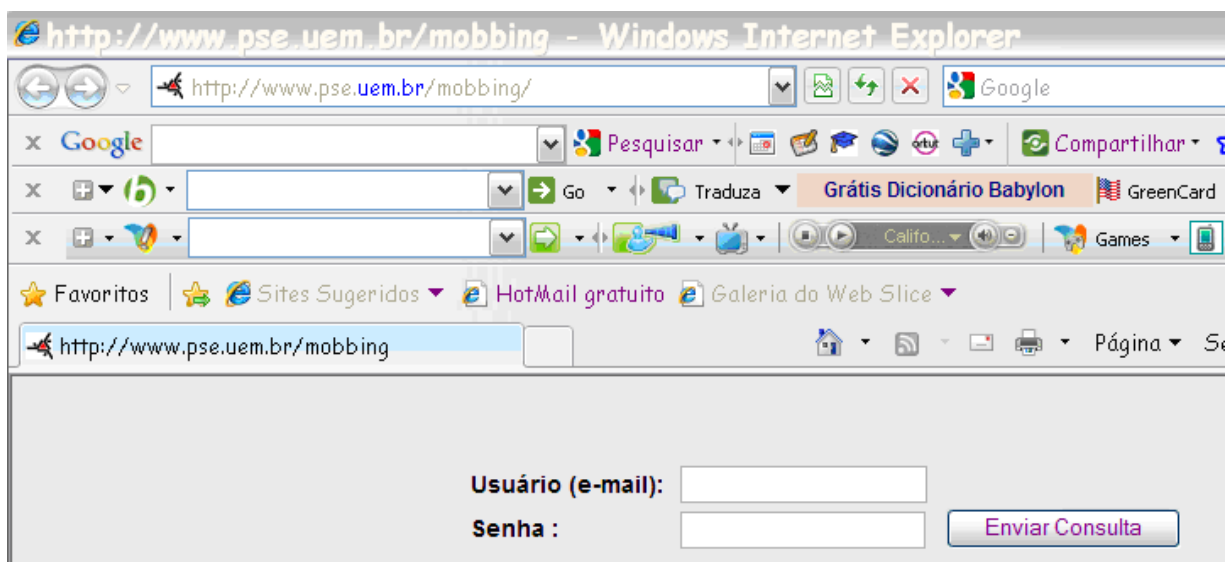 http://www.pse.uem.br/mobbing - Windows Internet Explorer
http://www.pse.uem.br/mobbing/ Google
x Google Pesquisar ortut Compartilhar
x Go Traduza Grátis Dicionário Babylon GreenCard
x Califo... Games
Favoritos Sites Sugeridos HotMail gratuito Galeria do Web Slice
http://www.pse.uem.br/mobbing Página Se
Usuário (e-mail):
Senha : Enviar Consulta